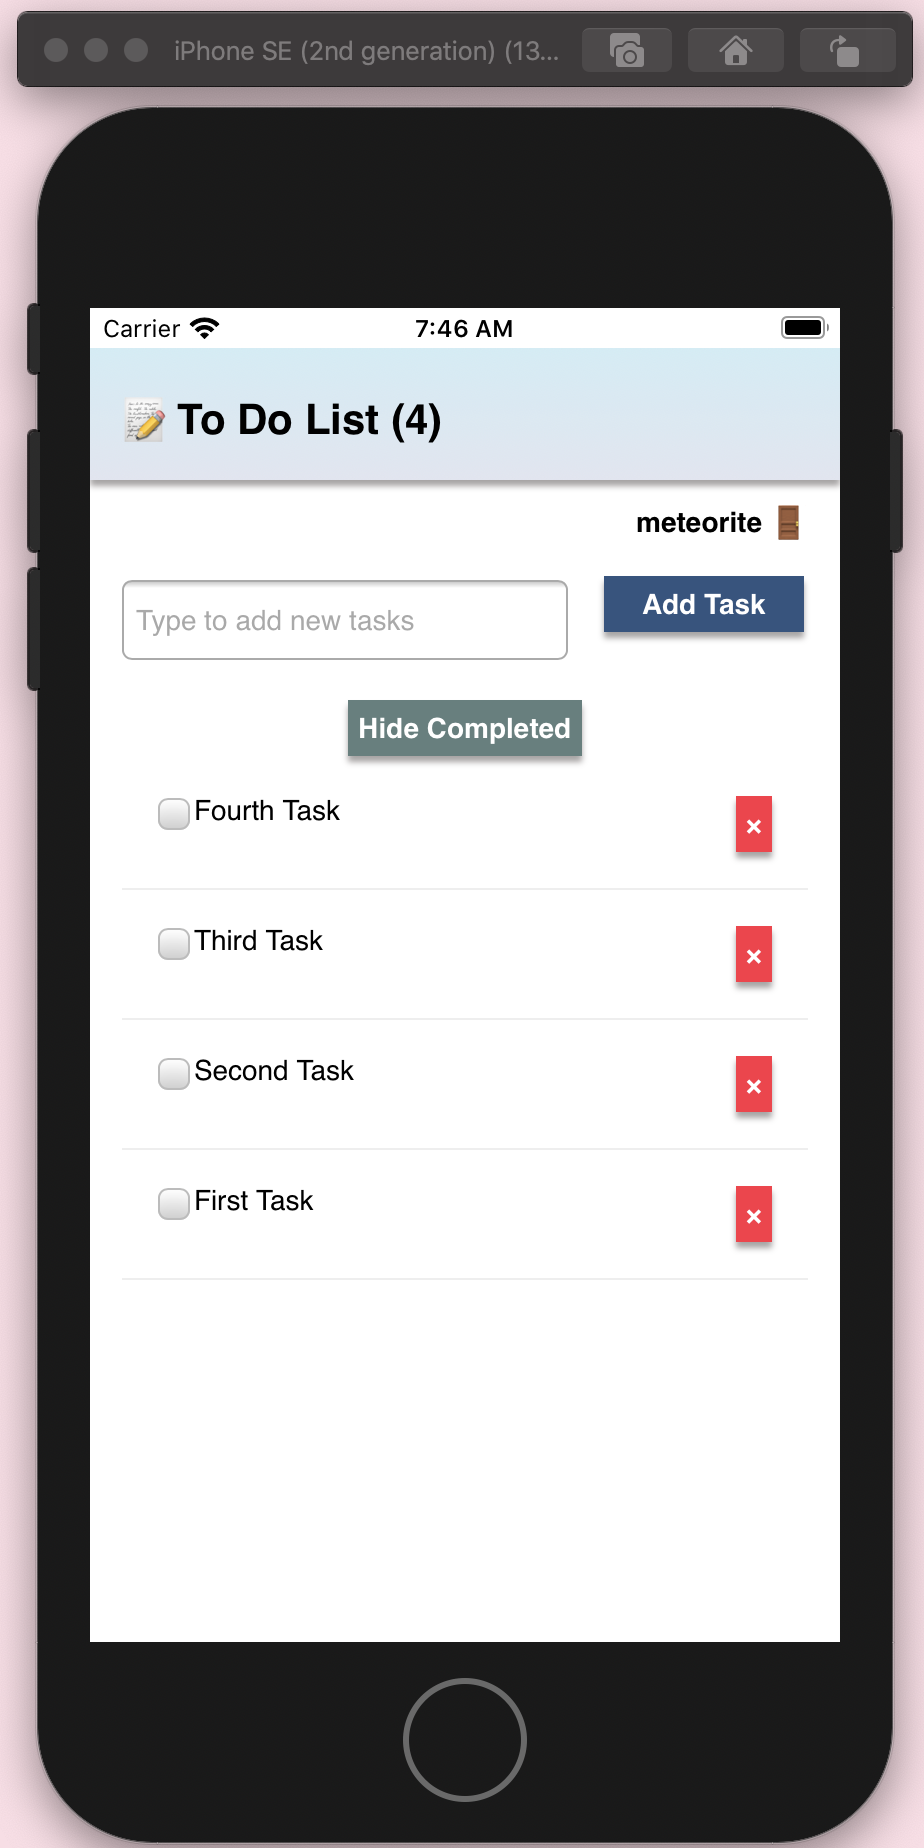 iPhone SE (2nd generation) (13...
Carrier 7:46 AM
To Do List (4)
meteorite
Type to add new tasks
Add Task
Hide Completed
Fourth Task ×
Third Task ×
Second Task ×
First Task ×